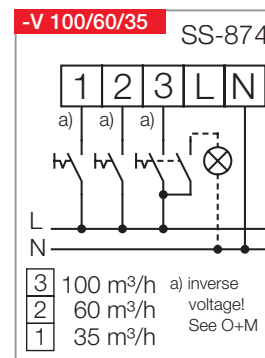 -V 100/60/35
SS-874
1 2 3 L N
a) a) a)
L
N
3 100 m³/h a) inverse
2 60 m³/h voltage!
1 35 m³/h See O+M